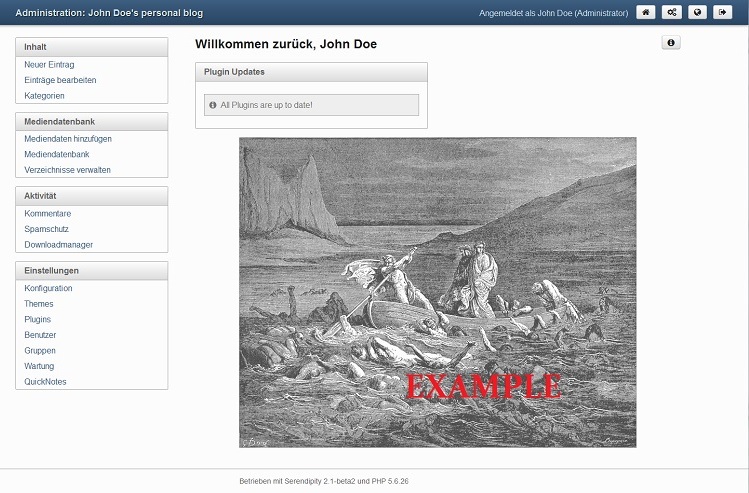 Administration: John Doe's personal blog
Angemeldet als John Doe (Administrator)
Inhalt
Neuer Eintrag
Einträge bearbeiten
Kategorien
Mediendatenbank
Mediendaten hinzufügen
Mediendatenbank
Verzeichnisse verwalten
Aktivität
Kommentare
Spamschutz
Downloadmanager
Einstellungen
Konfiguration
Themes
Plugins
Benutzer
Gruppen
Wartung
QuickNotes
Willkommen zurück, John Doe
Plugin Updates
All Plugins are up to date!
EXAMPLE
Betrieben mit Serendipity 2.1-beta2 und PHP 5.6.26